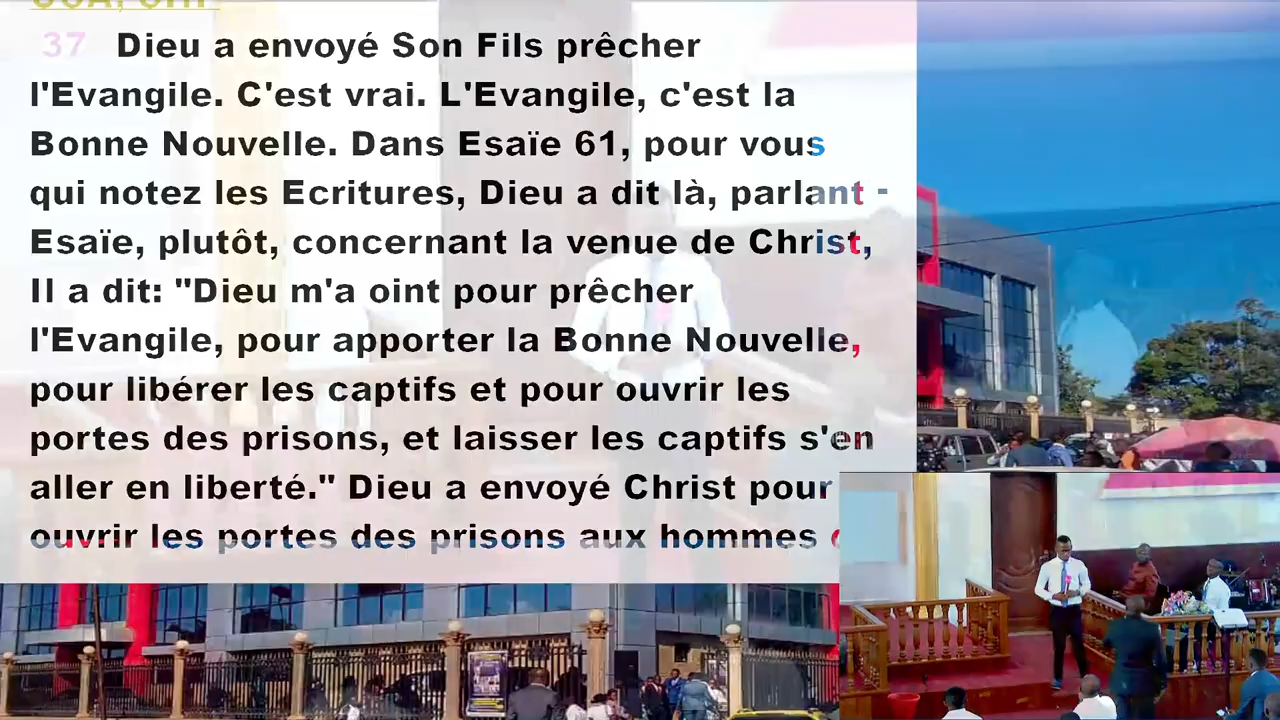 37 Dieu a envoyé Son Fils prêcher
l'Evangile. C'est vrai. L'Evangile, c'est la
Bonne Nouvelle. Dans Esaïe 61, pour vous
qui notez les Ecritures, Dieu a dit là, parlant -
Esaïe, plutôt, concernant la venue de Christ,
Il a dit: "Dieu m'a oint pour prêcher
l'Evangile, pour apporter la Bonne Nouvelle,
pour libérer les captifs et pour ouvrir les
portes des prisons, et laisser les captifs s'en
aller en liberté." Dieu a envoyé Christ pour
ouvrir les portes des prisons aux hommes